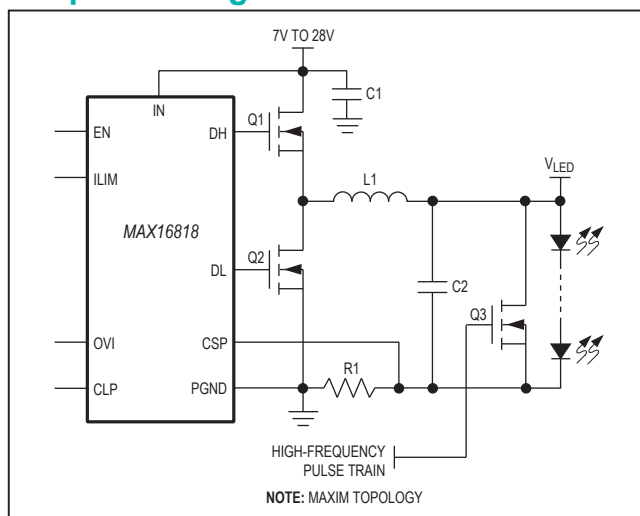 7V TO 28V
C1
IN
EN
DH
Q1
ILIM
L1
V_LED
MAX16818
Q2
DL
C2
Q3
OVI
CSP
R1
CLP
PGND
HIGH-FREQUENCY
PULSE TRAIN
NOTE: MAXIM TOPOLOGY